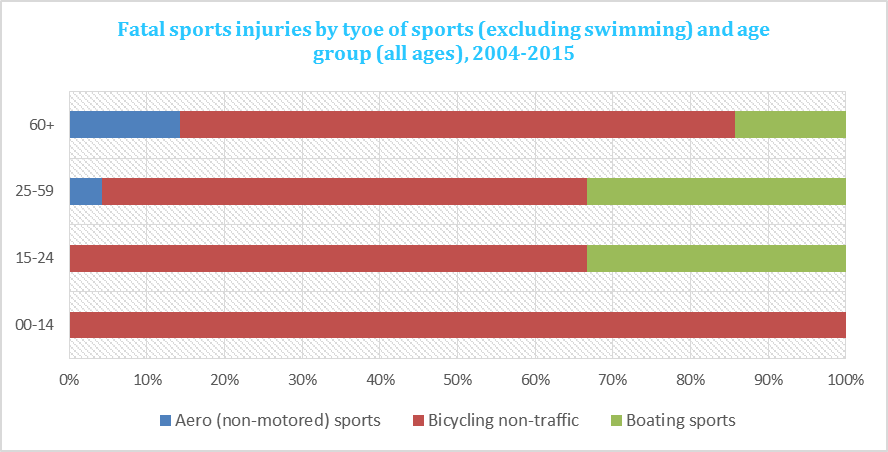 Fatal sports injuries by tyoe of sports (excluding swimming) and age
group (all ages), 2004-2015
60+
25-59
15-24
00-14
0% 10% 20% 30% 40% 50% 60% 70% 80% 90% 100%
Aero (non-motored) sports Bicycling non-traffic Boating sports